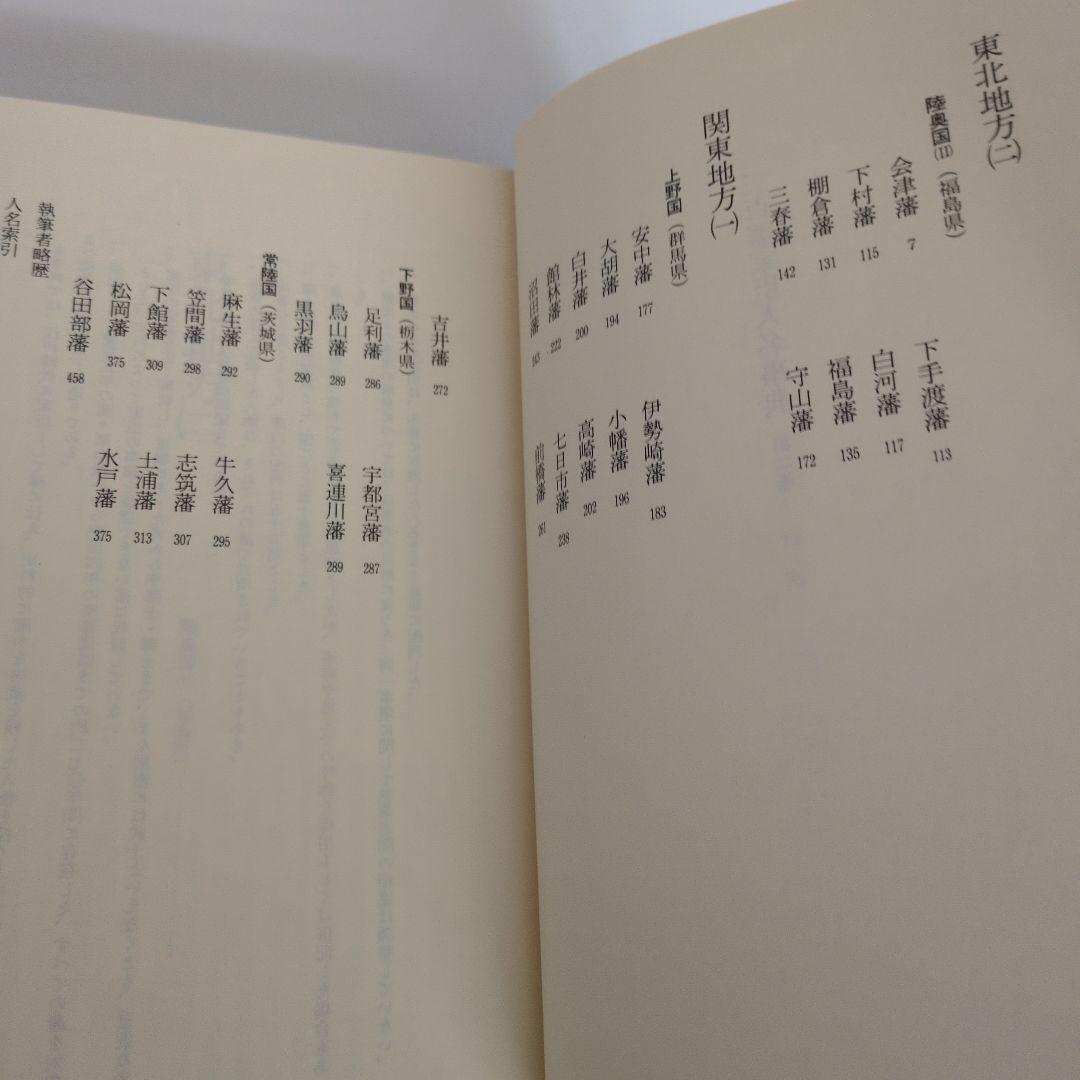 東北地方(二)
陸奥国(II)(福島県)
会津藩 7 下手渡藩 113
下村藩 115 白河藩 117
棚倉藩 131 福島藩 135
三春藩 142 守山藩 172
関東地方(一)
上野国(群馬県)
安中藩 177 伊勢崎藩 183
大胡藩 194 小幡藩 196
白井藩 200 高崎藩 202
館林藩 222 七日市藩 238
沼田藩 243 前橋藩 261
吉井藩 272
下野国(栃木県)
足利藩 286 宇都宮藩 287
烏山藩 289 喜連川藩 289
黒羽藩 290
常陸国(茨城県)
麻生藩 292 牛久藩 295
笠間藩 298 志筑藩 307
下館藩 309 土浦藩 313
松岡藩 375 水戸藩 375
谷田部藩 458
執筆者略歴
人名索引